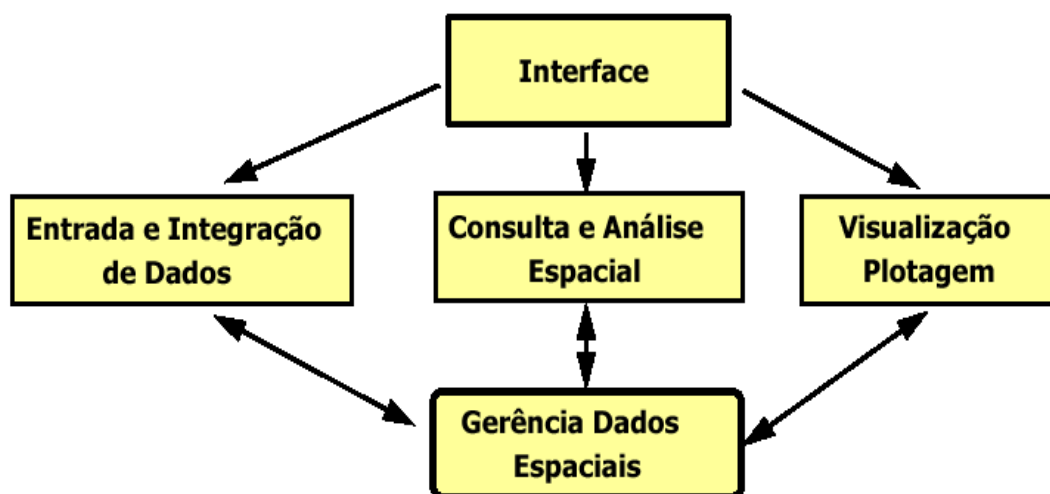 Interface
Entrada e Integração
de Dados
Consulta e Análise
Espacial
Visualização
Plotagem
Gerência Dados
Espaciais